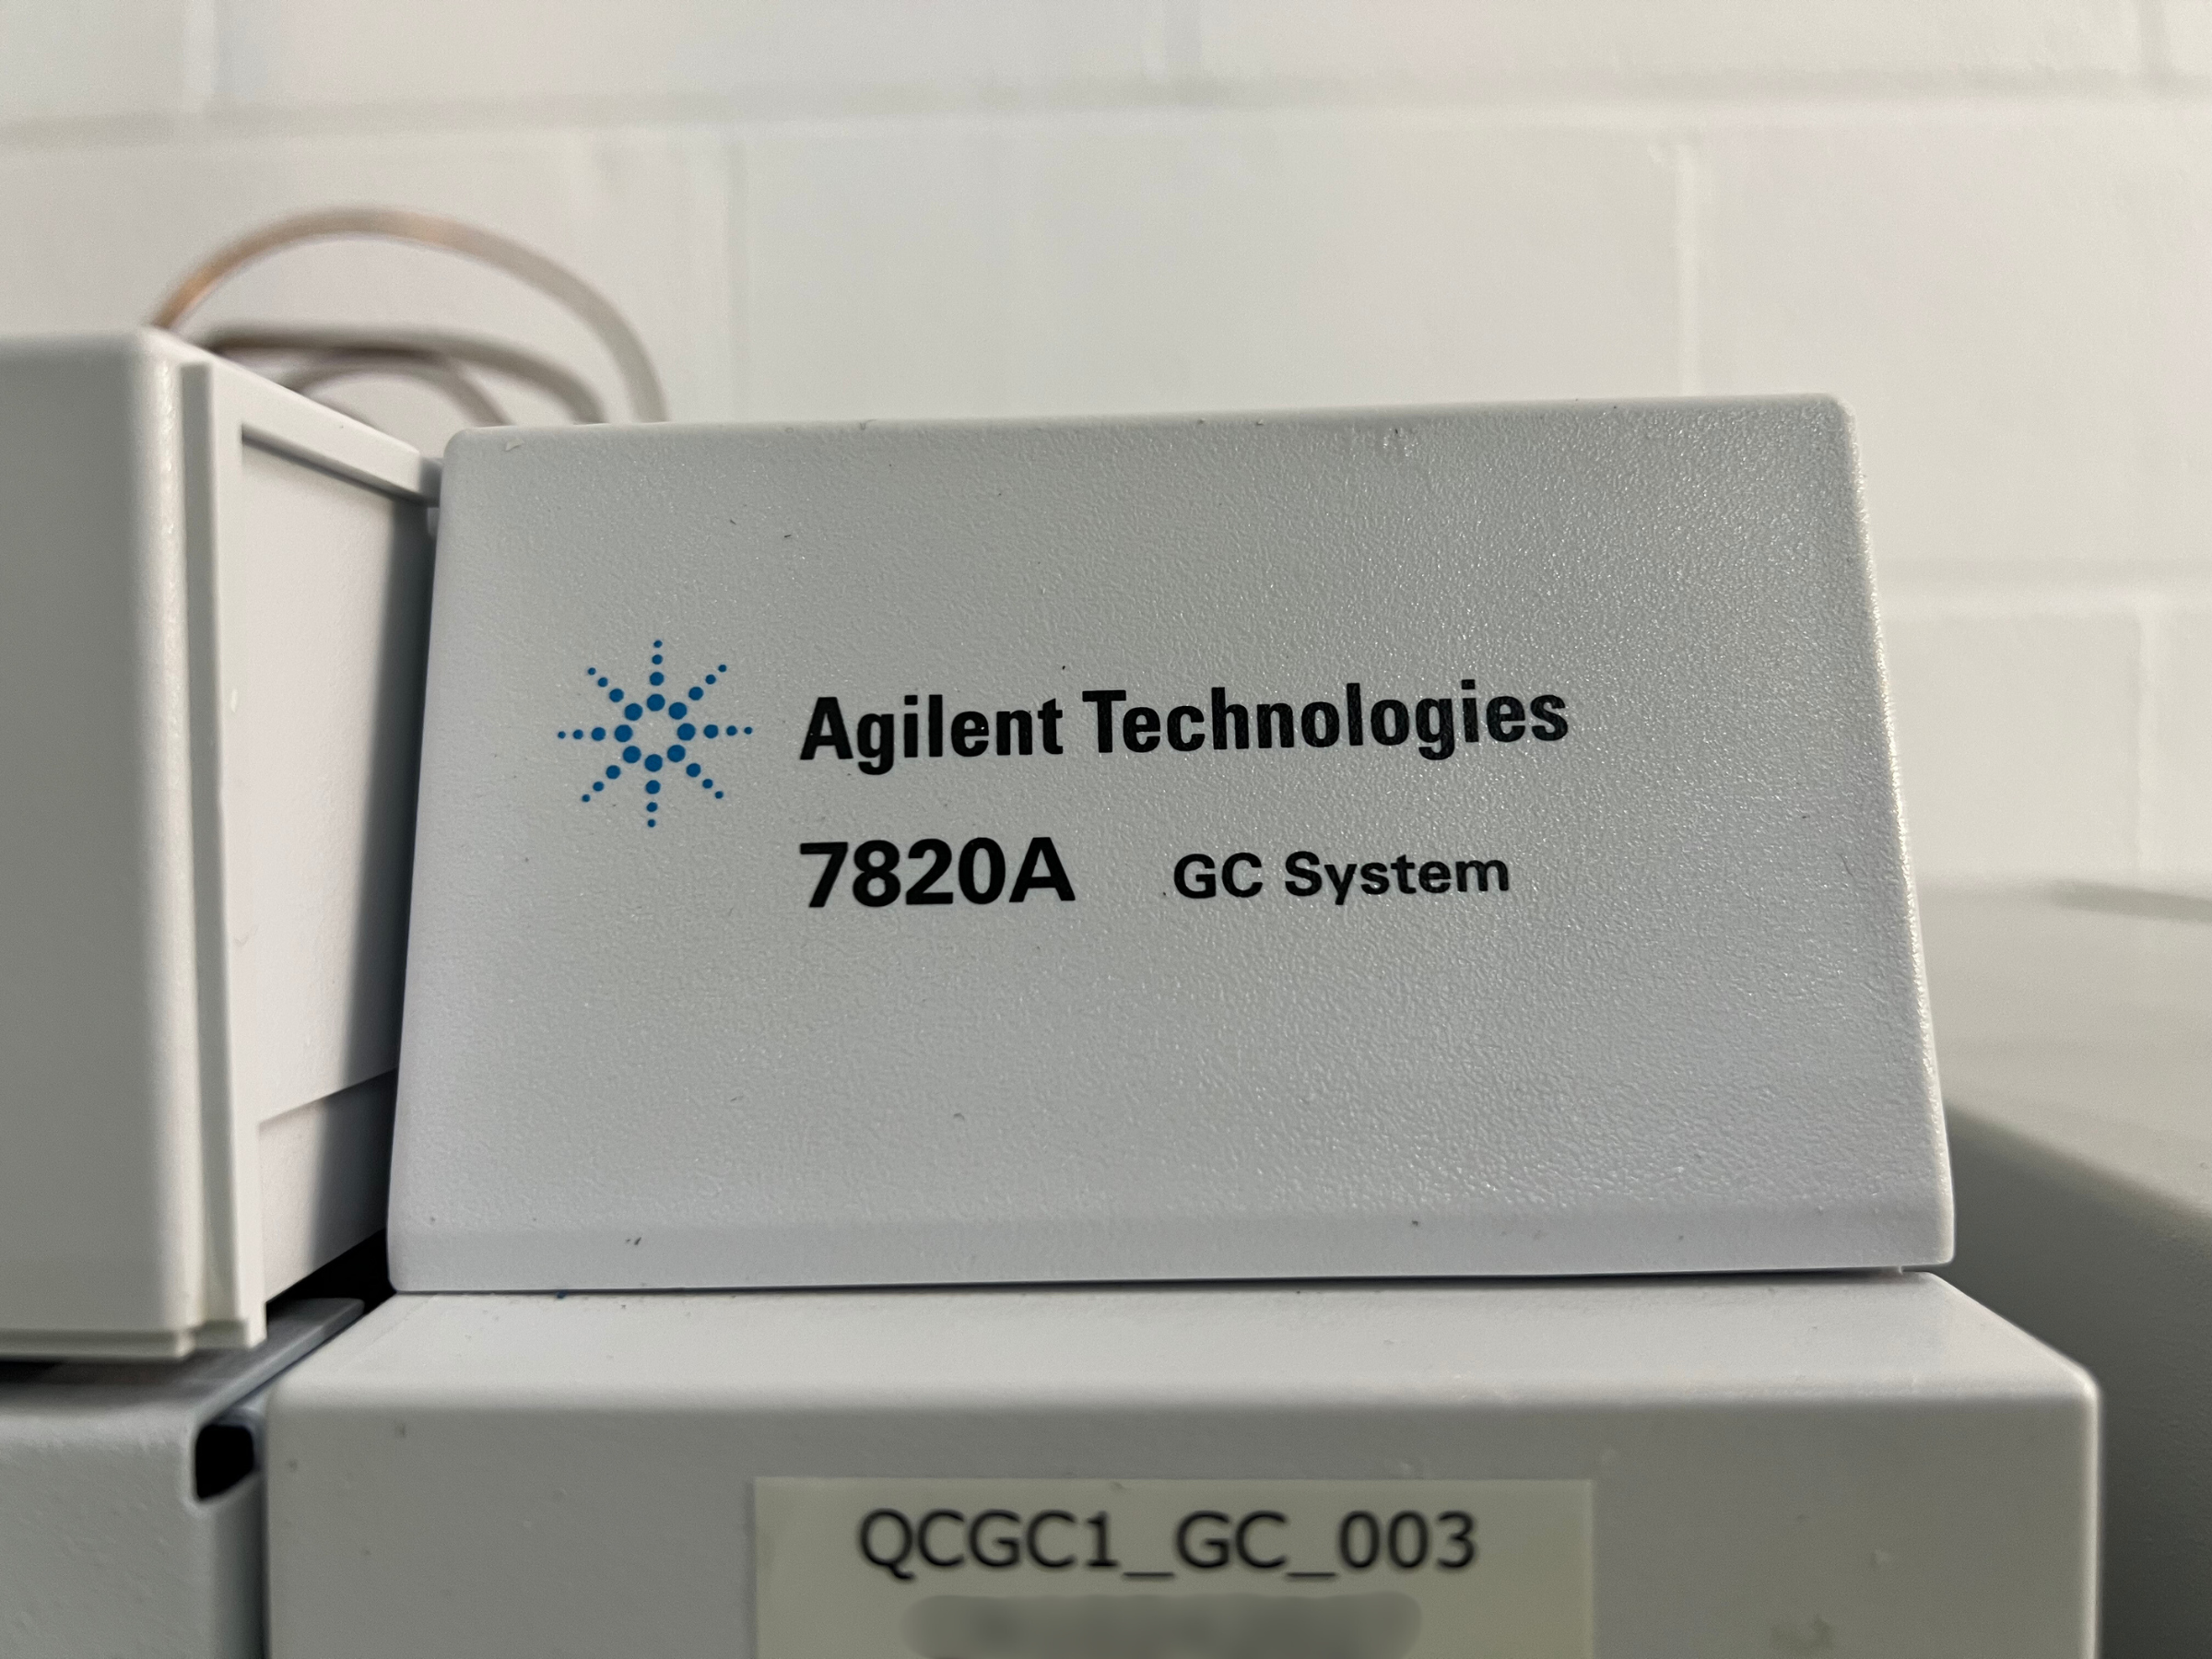 Agilent Technologies
7820A GC System
QCGC1_GC_003